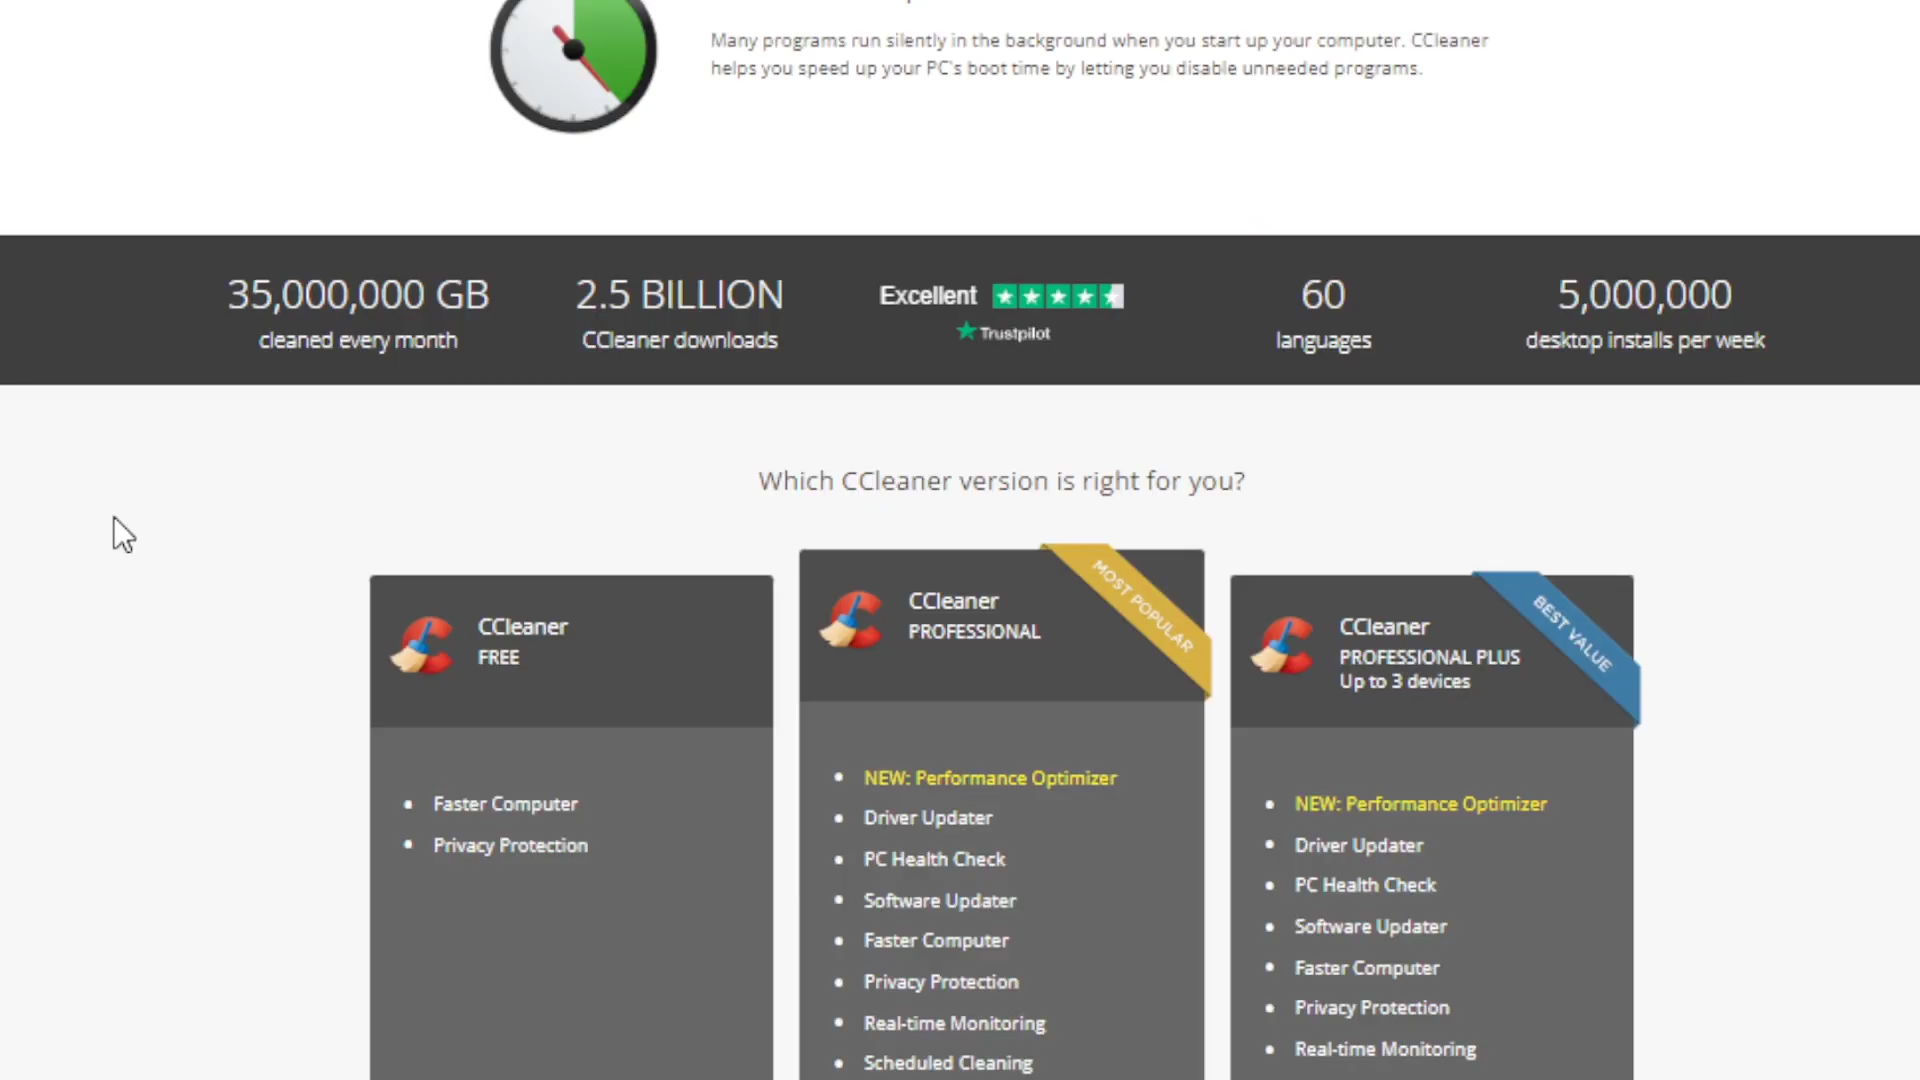 Many programs run silently in the background when you start up your computer. CCleaner
helps you speed up your PC's boot time by letting you disable unneeded programs.
35,000,000 GB
cleaned every month
2.5 BILLION
CCleaner downloads
Excellent
Trustpilot
60
languages
5,000,000
desktop installs per week
Which CCleaner version is right for you?
CCleaner
FREE
Faster Computer
Privacy Protection
CCleaner
PROFESSIONAL
MOST POPULAR
NEW: Performance Optimizer
Driver Updater
PC Health Check
Software Updater
Faster Computer
Privacy Protection
Real-time Monitoring
Scheduled Cleaning
CCleaner
PROFESSIONAL PLUS
Up to 3 devices
BEST VALUE
NEW: Performance Optimizer
Driver Updater
PC Health Check
Software Updater
Faster Computer
Privacy Protection
Real-time Monitoring